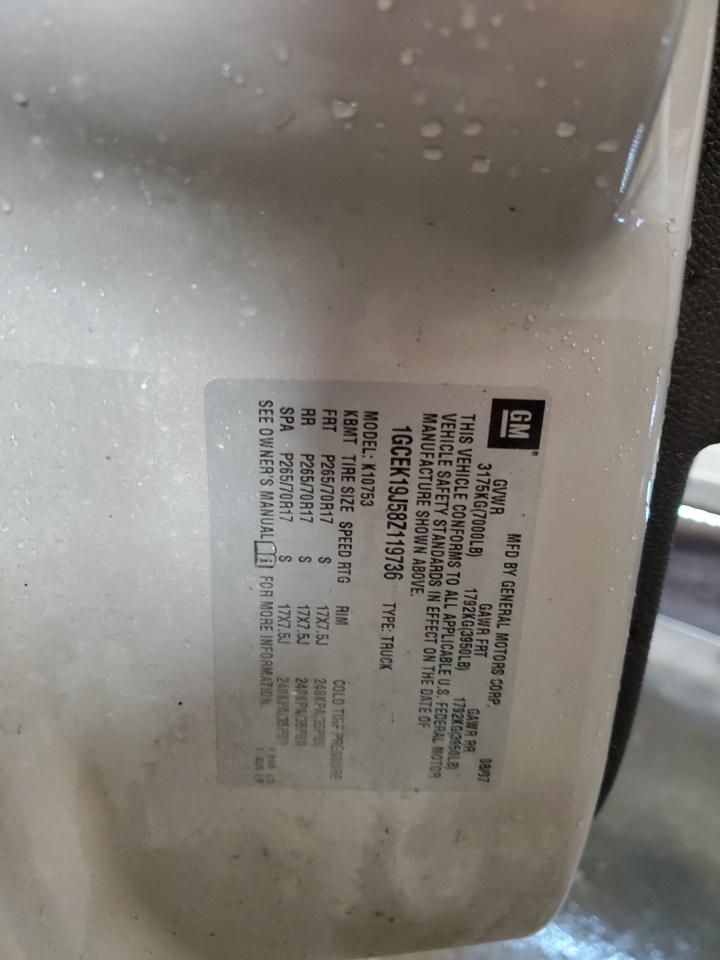 GM®
MFD BY GENERAL MOTORS CORP. 08/07
GVWR GAWR FRT GAWR RR
3175KG(7000LB) 1792KG(3950LB) 1792KG(3950LB)
THIS VEHICLE CONFORMS TO ALL APPLICABLE U.S. FEDERAL MOTOR
VEHICLE SAFETY STANDARDS IN EFFECT ON THE DATE OF
MANUFACTURE SHOWN ABOVE.
1GCEK19J58Z119736 TYPE: TRUCK
MODEL: K10753
KBMT TIRE SIZE SPEED RTG RIM COLD TIRE PRESSURE
FRT P265/70R17 S 17X7.5J 240KPA
RR P265/70R17 S 17X7.5J 240KPA
SPA P265/70R17 S 17X7.5J 240KPA
SEE OWNER'S MANUAL FOR MORE INFORMATION.